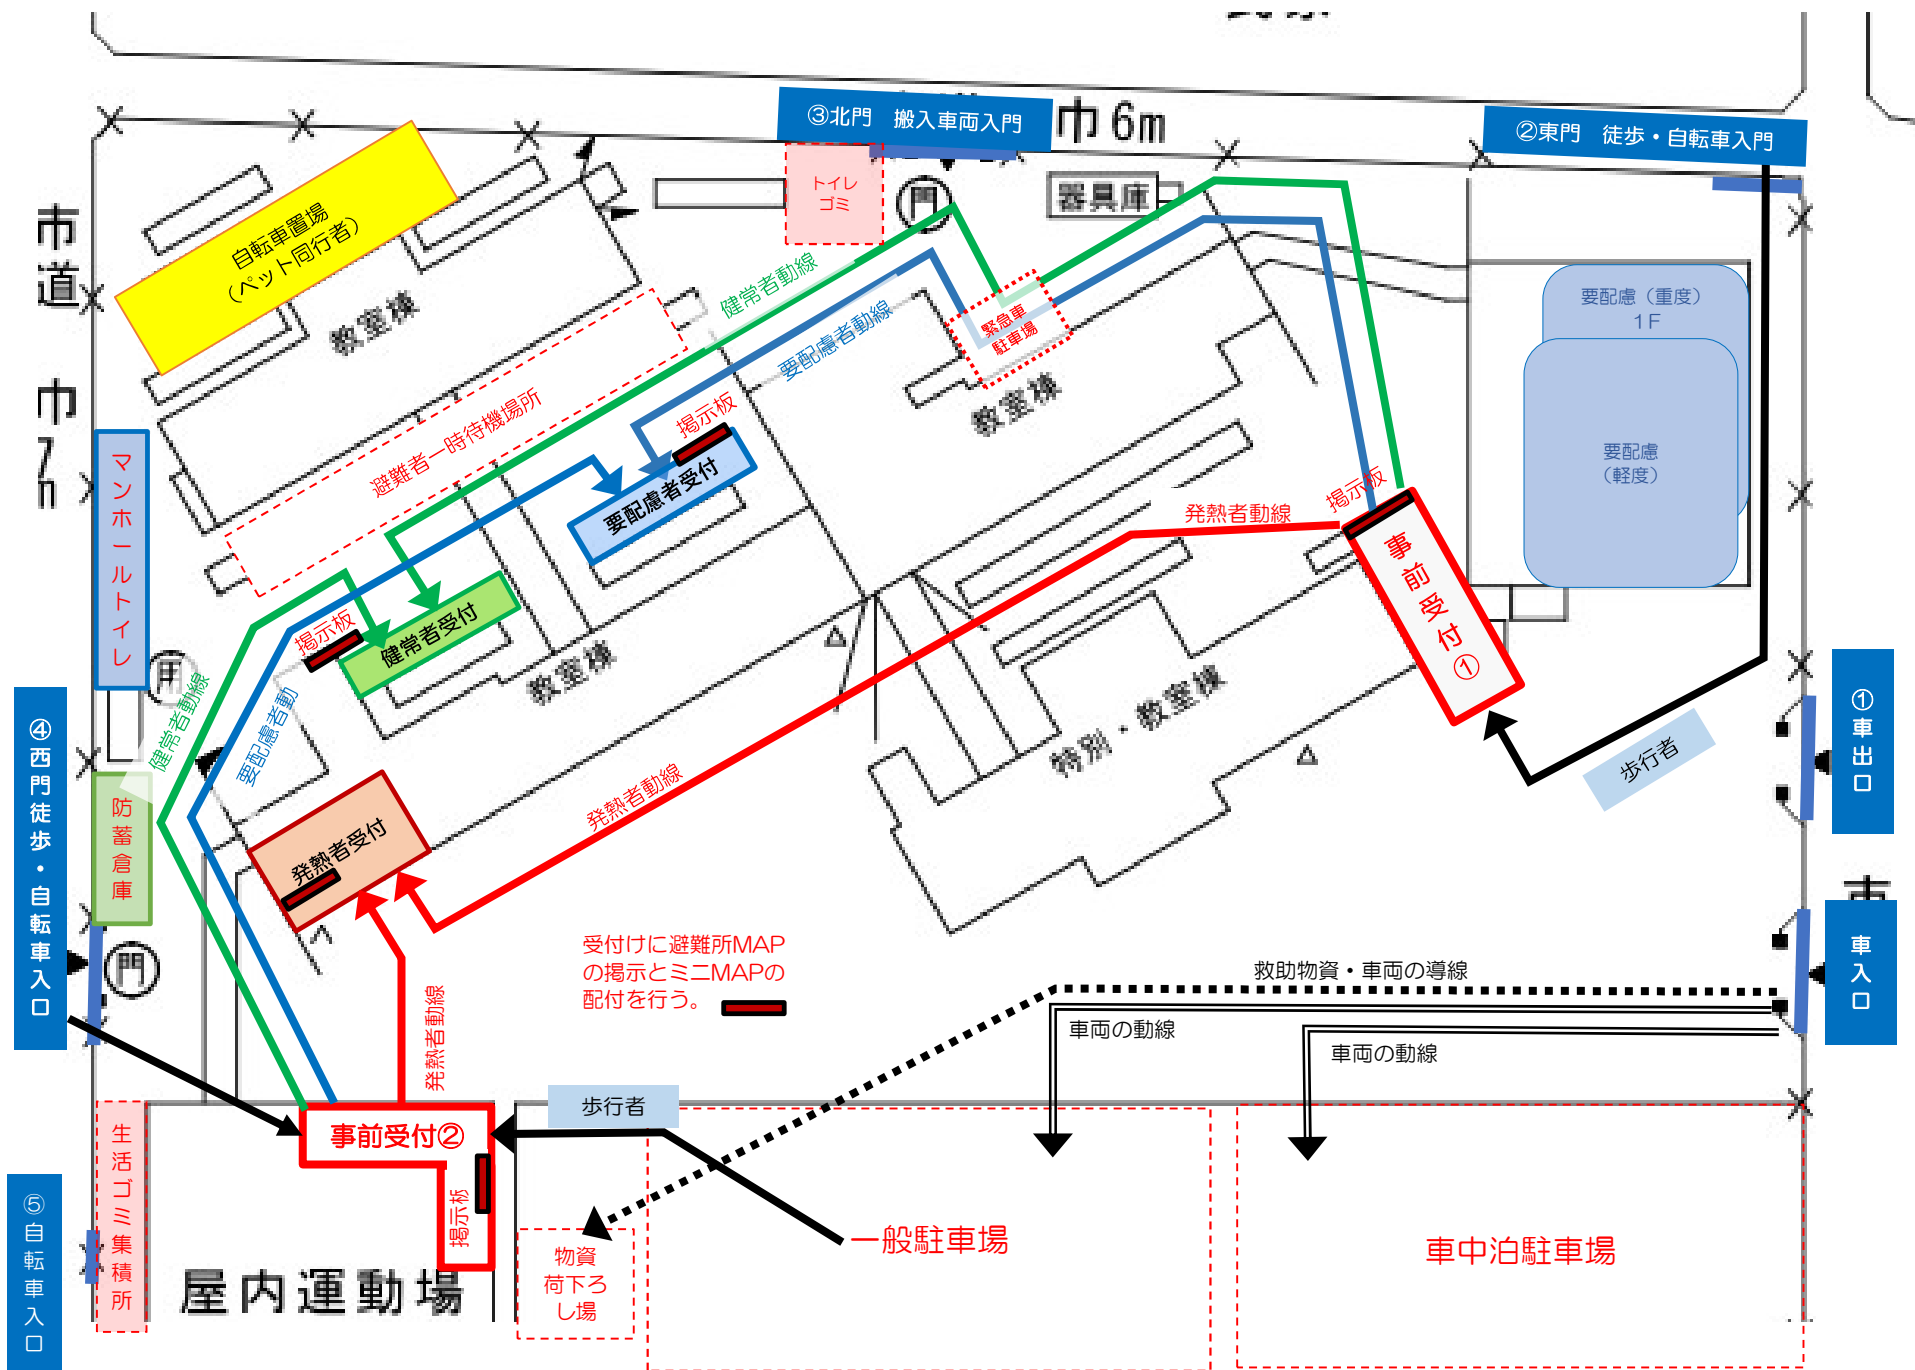 ③北門　搬入車両入門
巾6m
②東門　徒歩・自転車入門
トイレ
ゴミ
門
器具庫
市道
巾7m
自転車置場
（ペット同行者）
教室棟
健常者動線
要配慮者動線
緊急車
駐車場
教室棟
要配慮（重度）
1F
要配慮
（軽度）
避難者一時待機場所
掲示板
要配慮者受付
マンホールトイレ
掲示板
健常者受付
教室棟
発熱者動線
掲示板
事前受付①
特別・教室棟
歩行者
①車出口
健常者動線
要配慮者動
④西門徒歩・自転車入口
防蓄倉庫
門
発熱者受付
発熱者動線
受付けに避難所MAP
の掲示とミニMAPの
配付を行う。
救助物資・車両の導線
車両の動線
車両の動線
市
車入口
発熱者動線
歩行者
事前受付②
掲示板
生活ゴミ集積所
⑤自転車入口
屋内運動場
物資
荷下ろ
し場
一般駐車場
車中泊駐車場